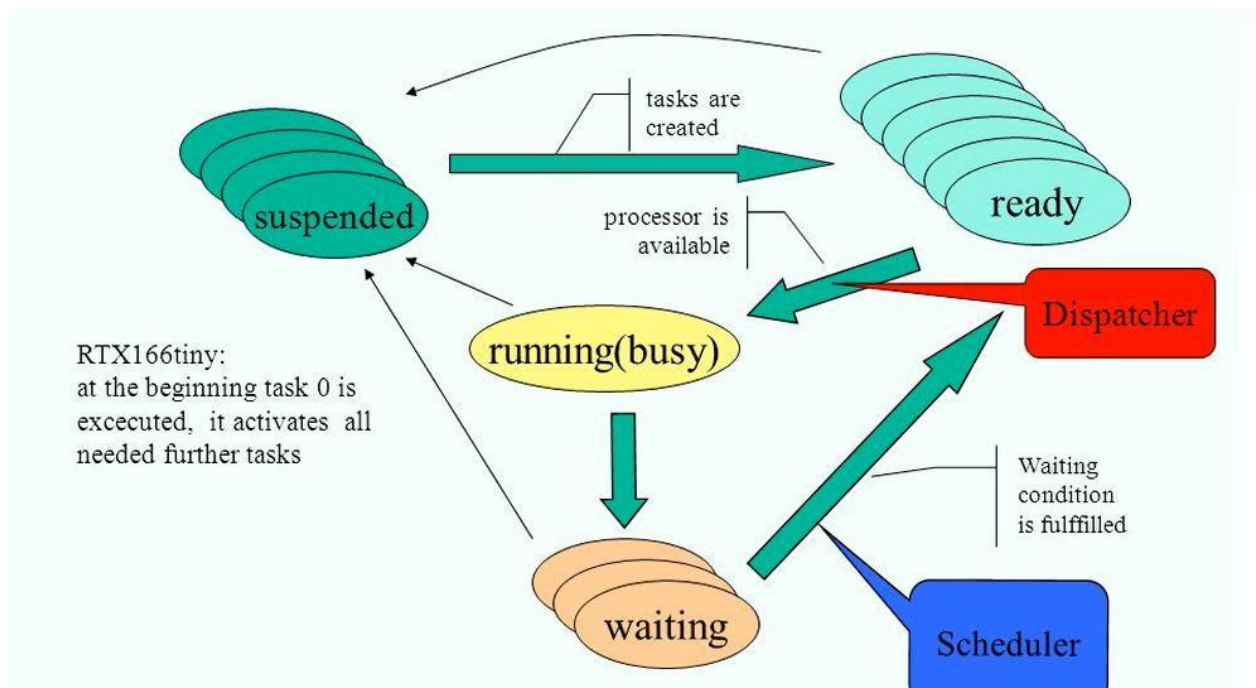 tasks are
created
suspended
ready
processor is
available
Dispatcher
running(busy)
RTX166tiny:
at the beginning task 0 is
excecuted, it activates all
needed further tasks
Waiting
condition
is fulffilled
waiting
Scheduler